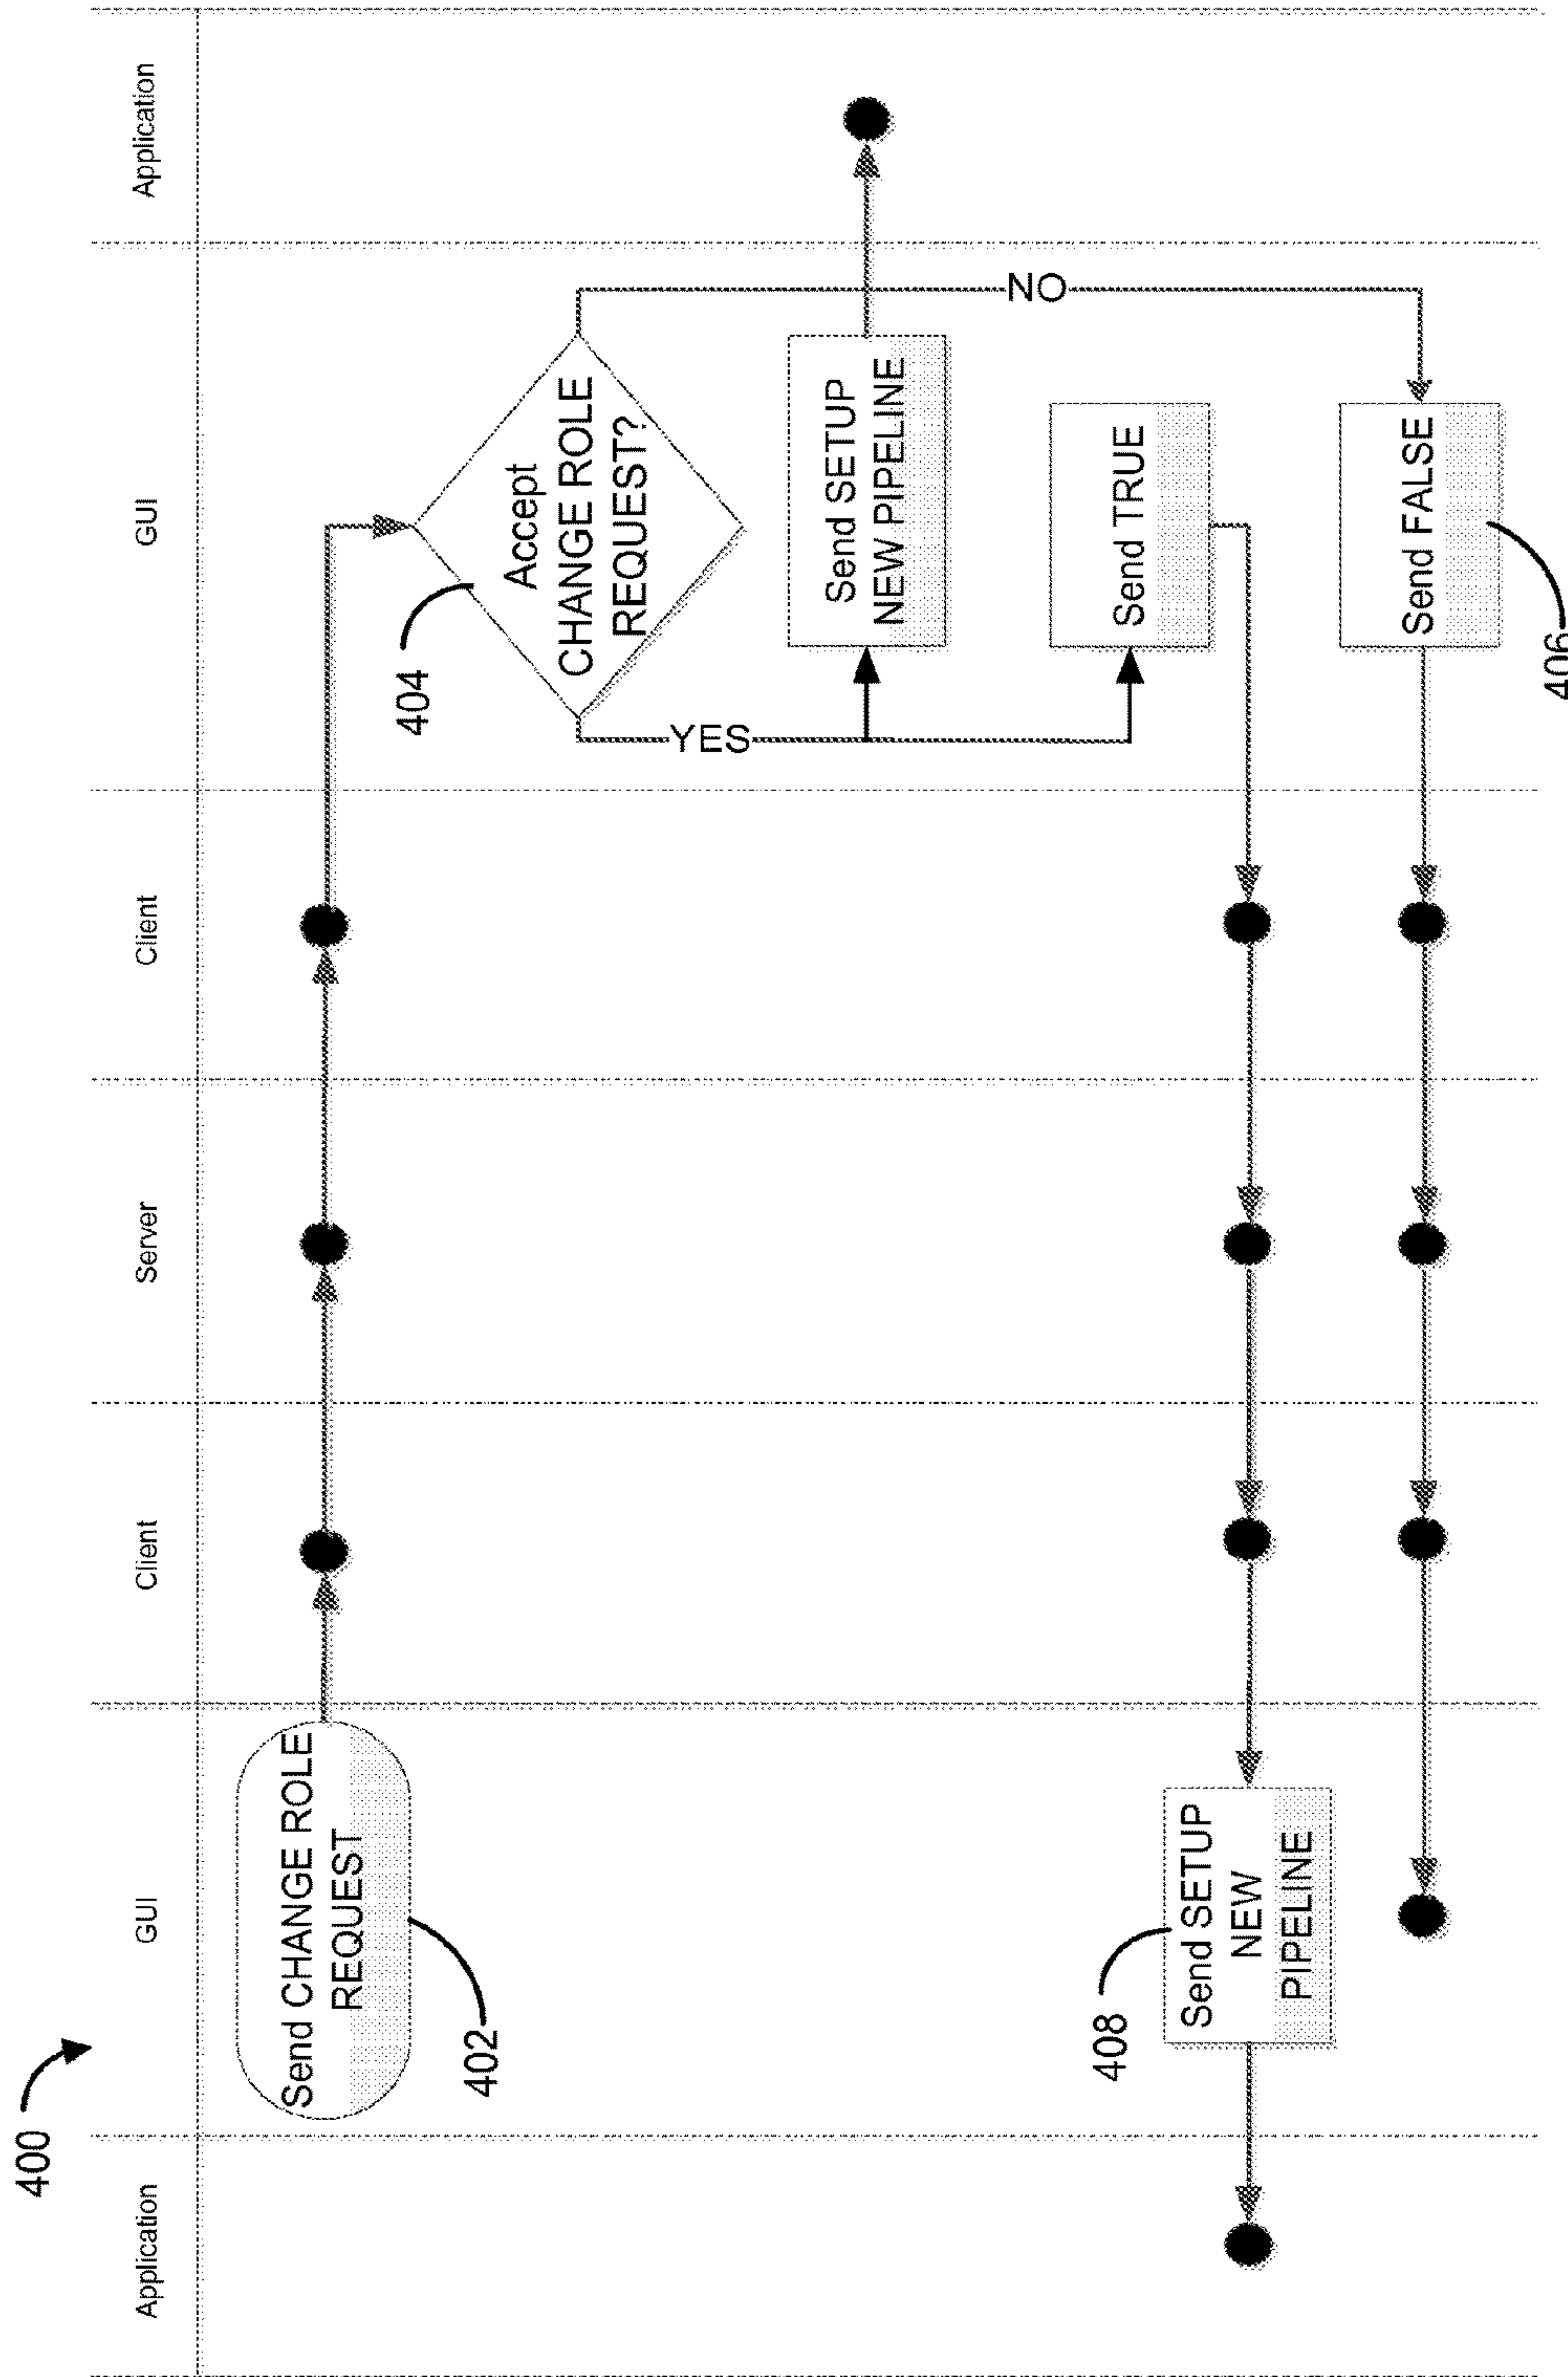 400
Application
GUI
Client
Server
Client
GUI
Application
Send CHANGE ROLE
REQUEST
402
404
Accept
CHANGE ROLE
REQUEST?
YES
NO
Send SETUP
NEW PIPELINE
Send TRUE
408
Send SETUP
NEW
PIPELINE
Send FALSE
406